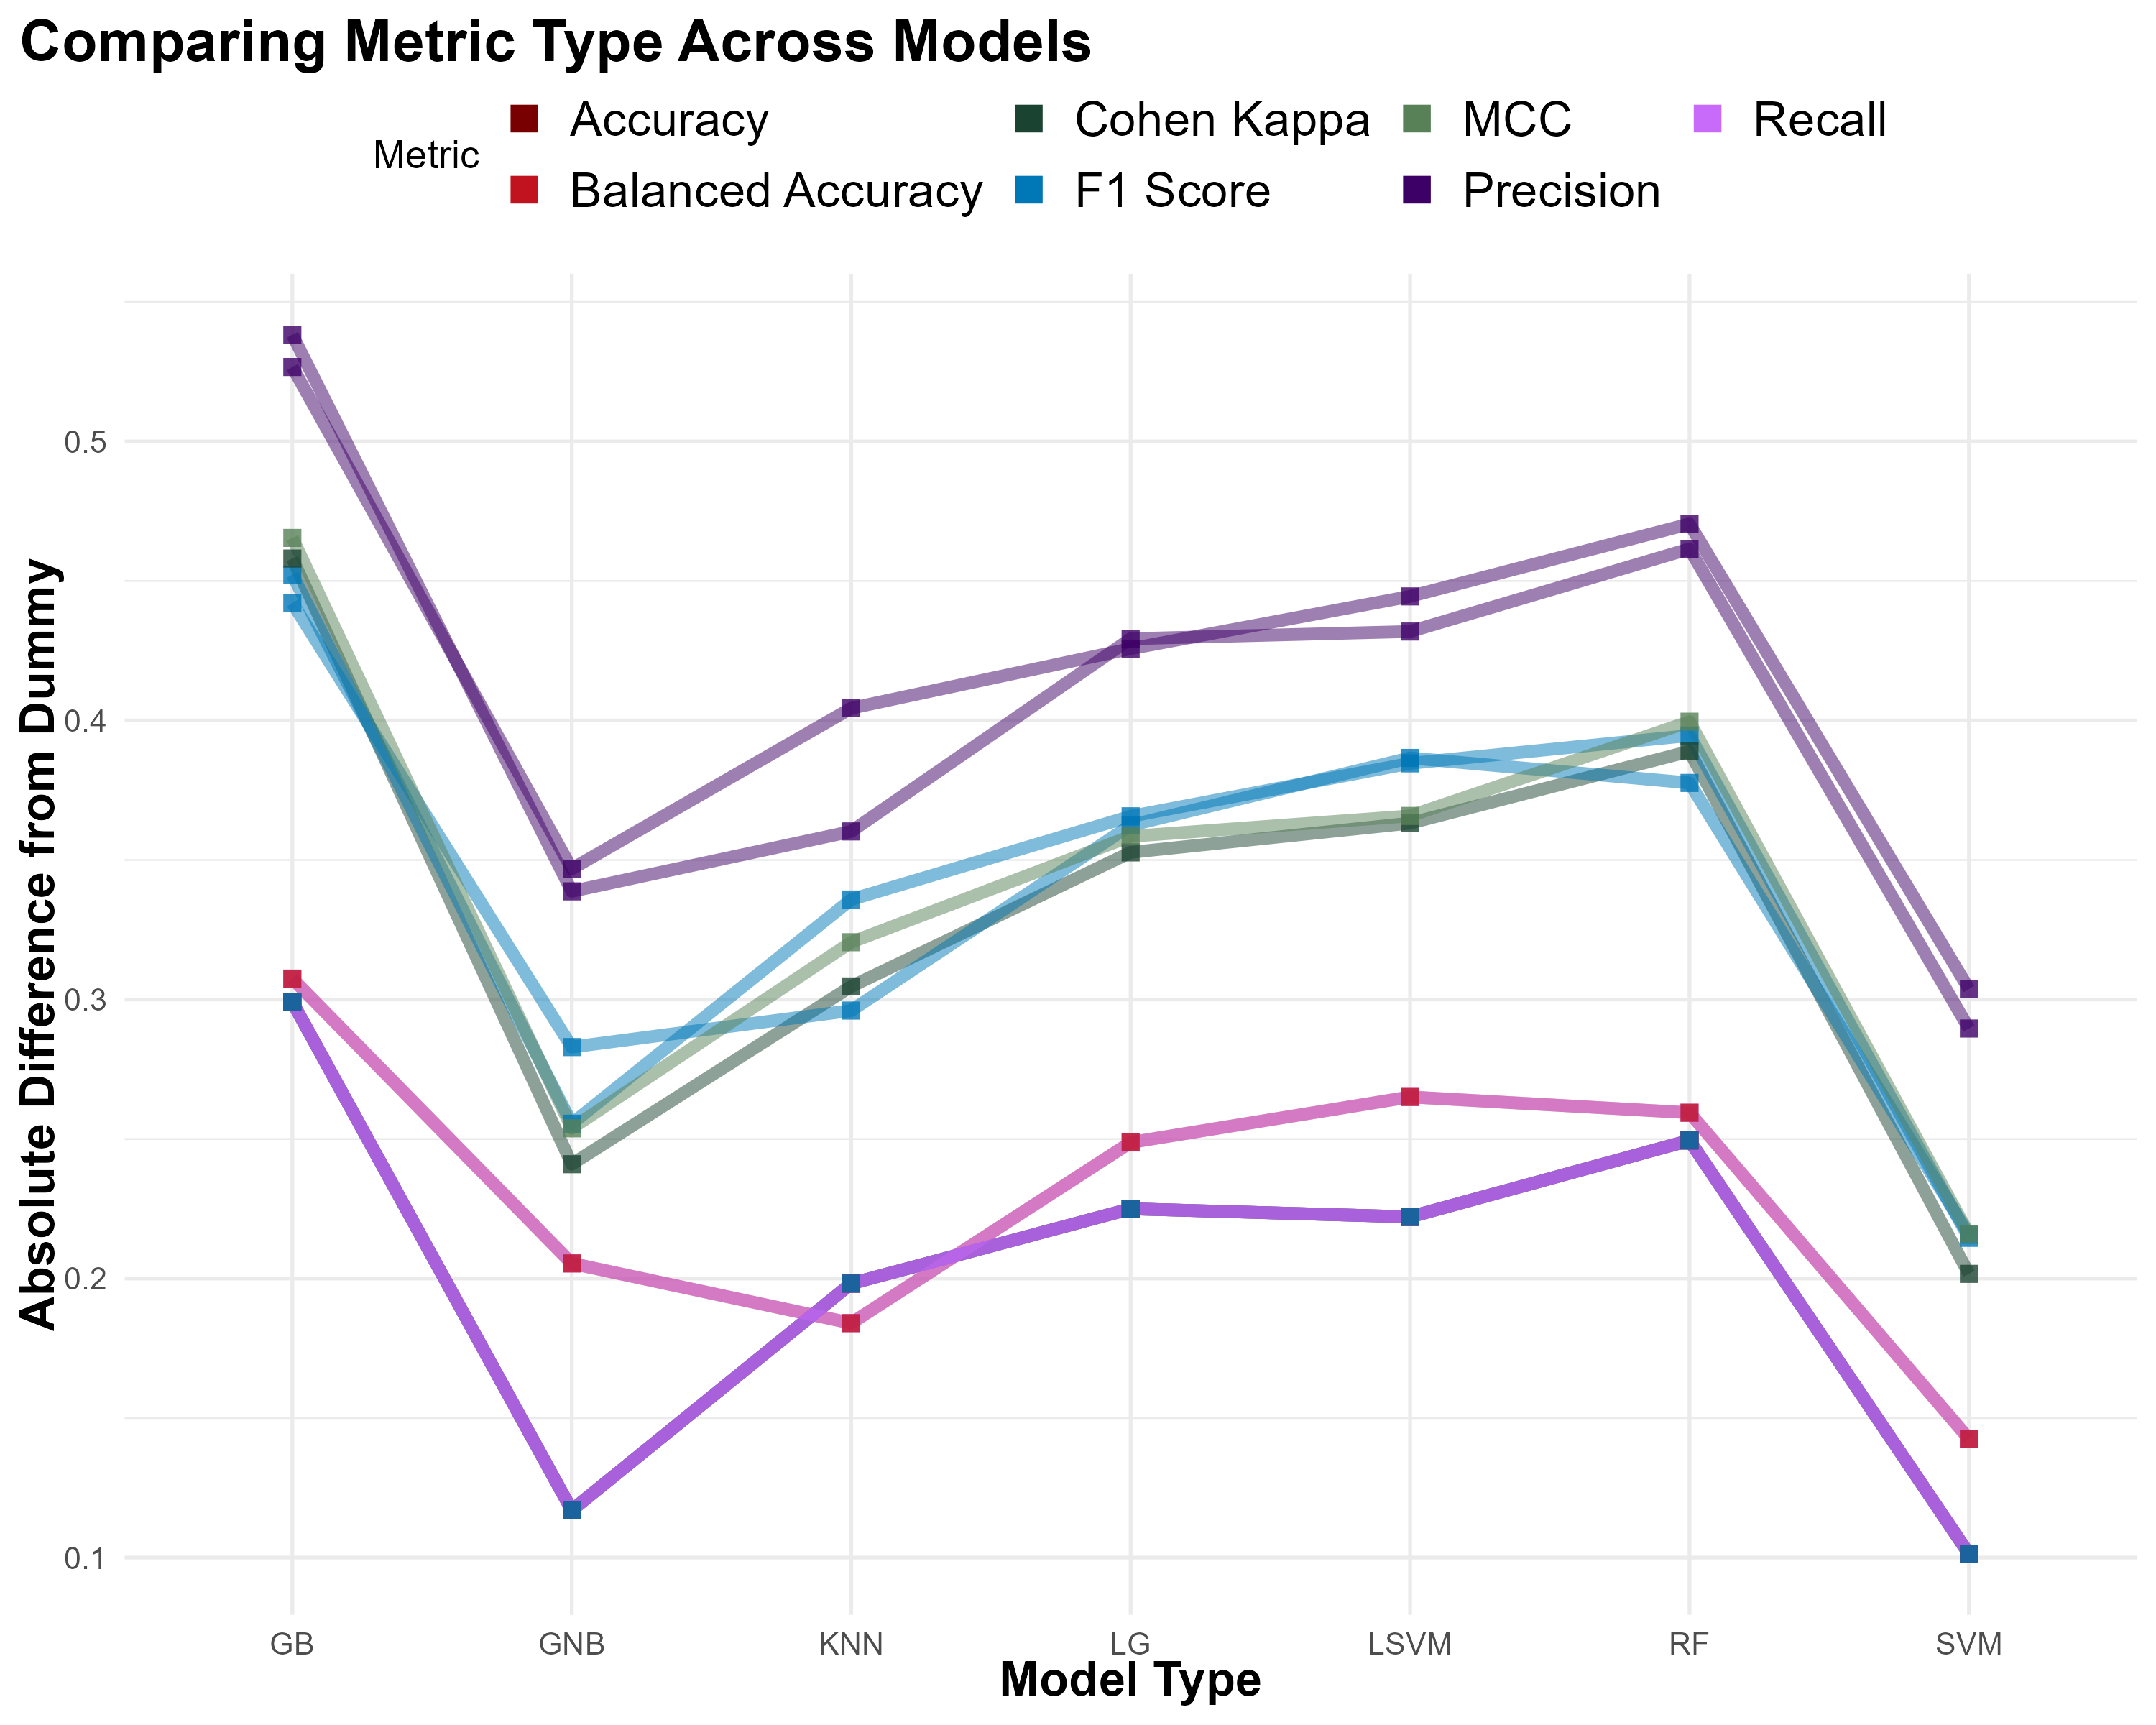 Comparing Metric Type Across Models
Metric
Accuracy
Balanced Accuracy
Cohen Kappa
F1 Score
MCC
Precision
Recall
Absolute Difference from Dummy
0.5
0.4
0.3
0.2
0.1
GB GNB KNN LG LSVM RF SVM
Model Type